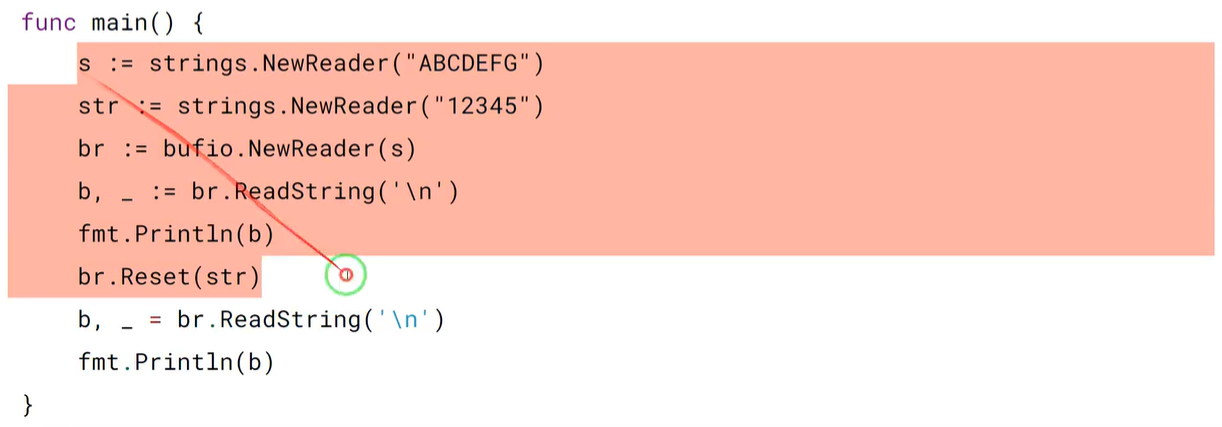 func main() {
s := strings.NewReader("ABCDEFG")
str := strings.NewReader("12345")
br := bufio.NewReader(s)
b, _ := br.ReadString('\n')
fmt.Println(b)
br.Reset(str)
b, _ = br.ReadString('\n')
fmt.Println(b)
}